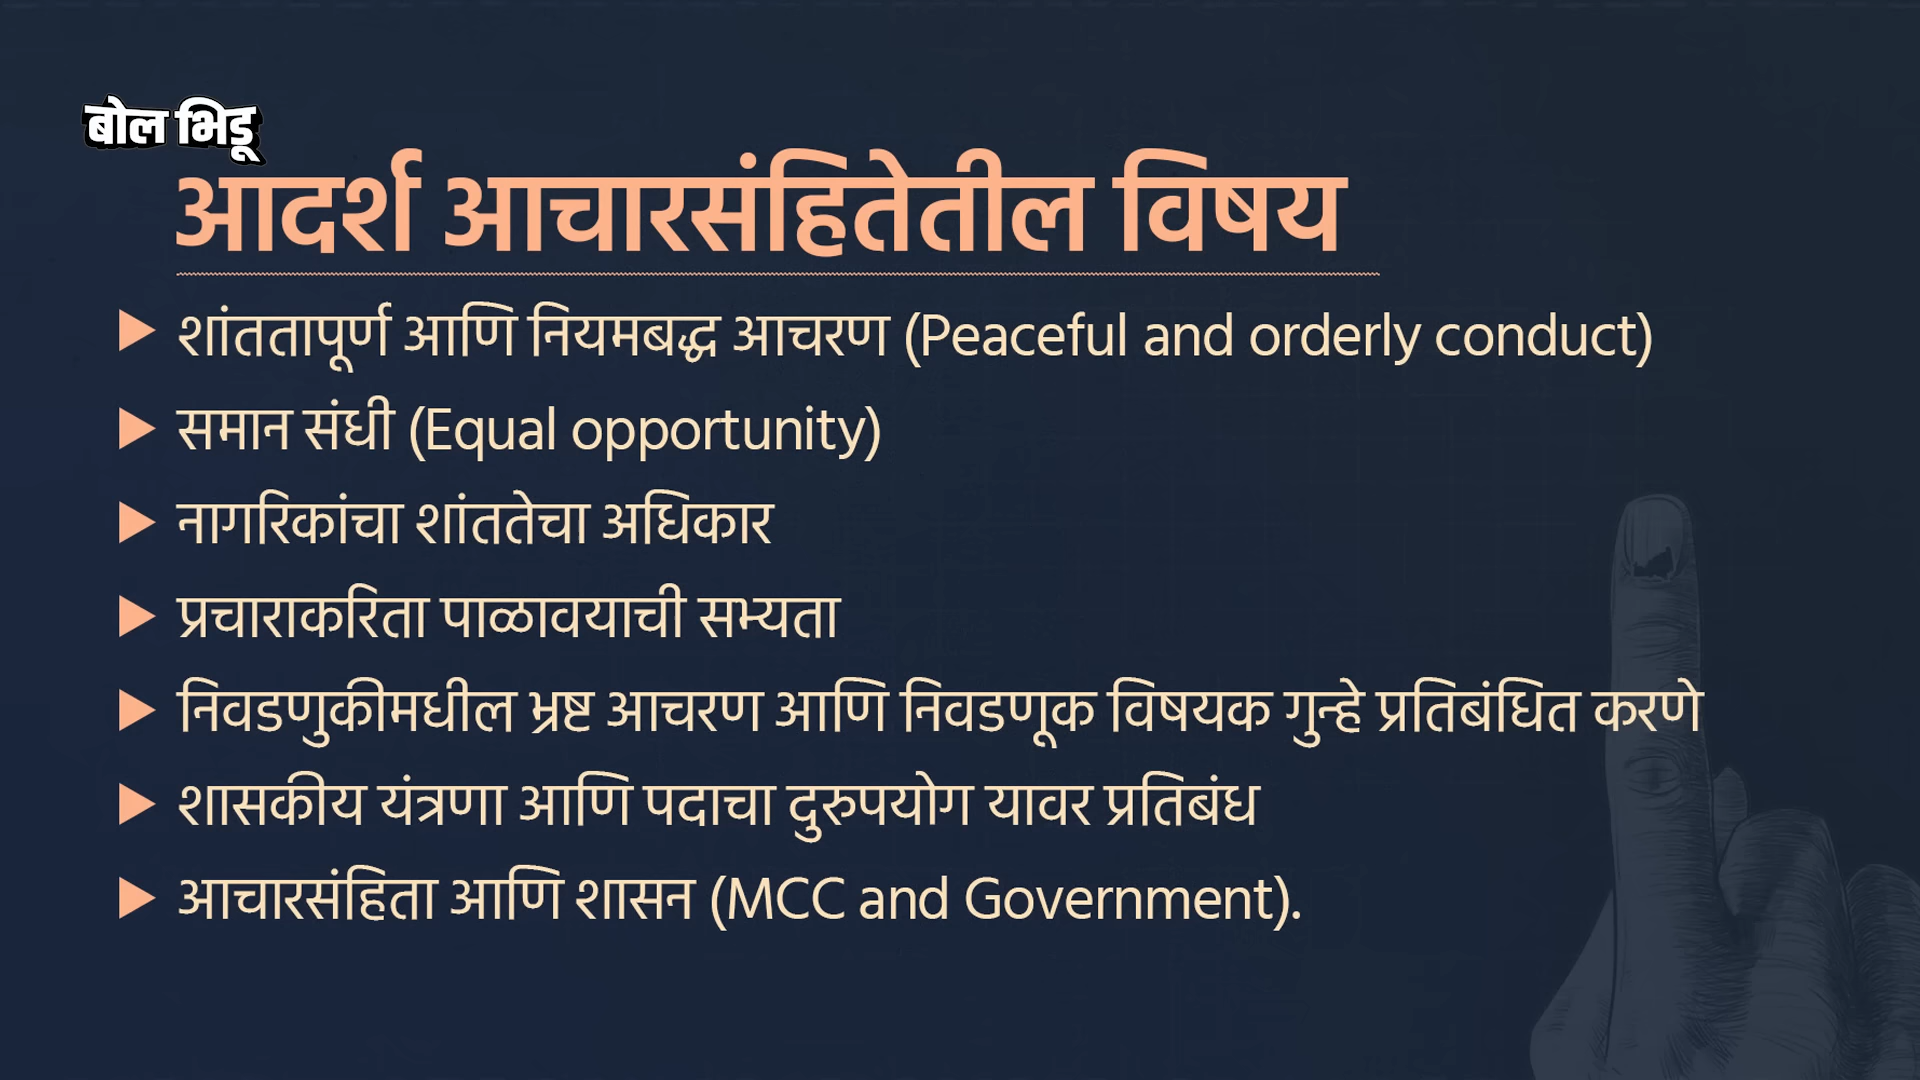 बोल भिडू
आदर्श आचारसंहितेतील विषय
शांततापूर्ण आणि नियमबद्ध आचरण (Peaceful and orderly conduct)
समान संधी (Equal opportunity)
नागरिकांचा शांततेचा अधिकार
प्रचाराकरिता पाळावयाची सभ्यता
निवडणुकीमधील भ्रष्ट आचरण आणि निवडणूक विषयक गुन्हे प्रतिबंधित करणे
शासकीय यंत्रणा आणि पदाचा दुरुपयोग यावर प्रतिबंध
आचारसंहिता आणि शासन (MCC and Government).